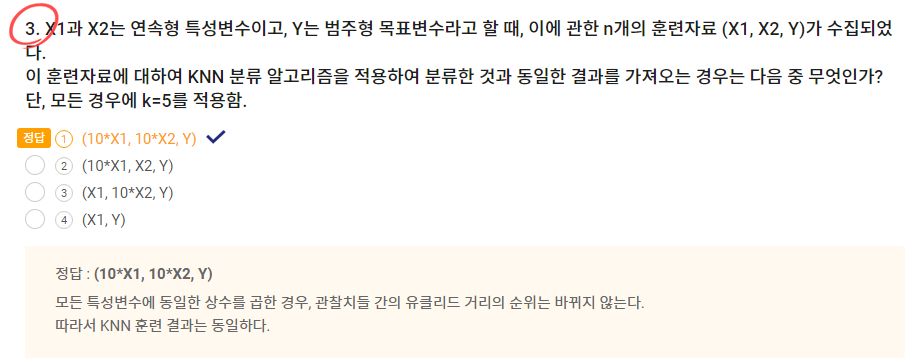 3. X1과 X2는 연속형 특성변수이고, Y는 범주형 목표변수라고 할 때, 이에 관한 n개의 훈련자료 (X1, X2, Y)가 수집되었
다.
이 훈련자료에 대하여 KNN 분류 알고리즘을 적용하여 분류한 것과 동일한 결과를 가져오는 경우는 다음 중 무엇인가?
단, 모든 경우에 k=5를 적용함.
정답 1 (10*X1, 10*X2, Y)
2 (10*X1, X2, Y)
3 (X1, 10*X2, Y)
4 (X1, Y)
정답 : (10*X1, 10*X2, Y)
모든 특성변수에 동일한 상수를 곱한 경우, 관찰치들 간의 유클리드 거리의 순위는 바뀌지 않는다.
따라서 KNN 훈련 결과는 동일하다.